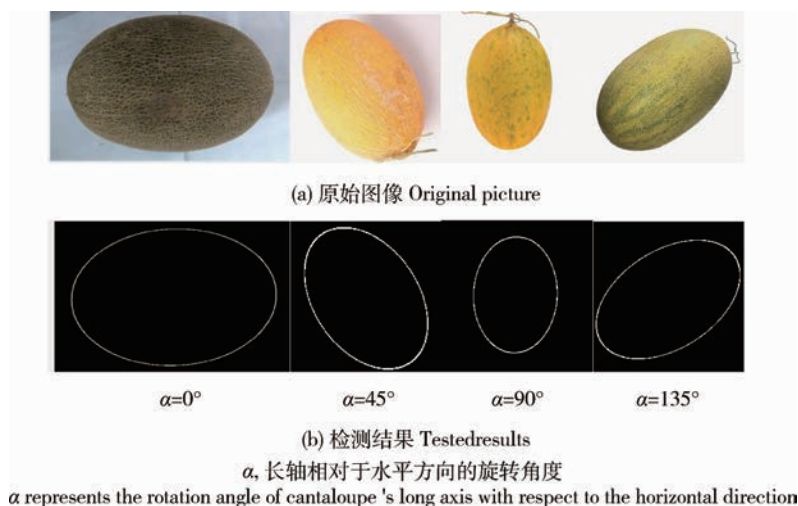 (a) 原始图像 Original picture
α=0° α=45° α=90° α=135°
(b) 检测结果 Testedresults
α, 长轴相对于水平方向的旋转角度
α represents the rotation angle of cantaloupe 's long axis with respect to the horizontal direction